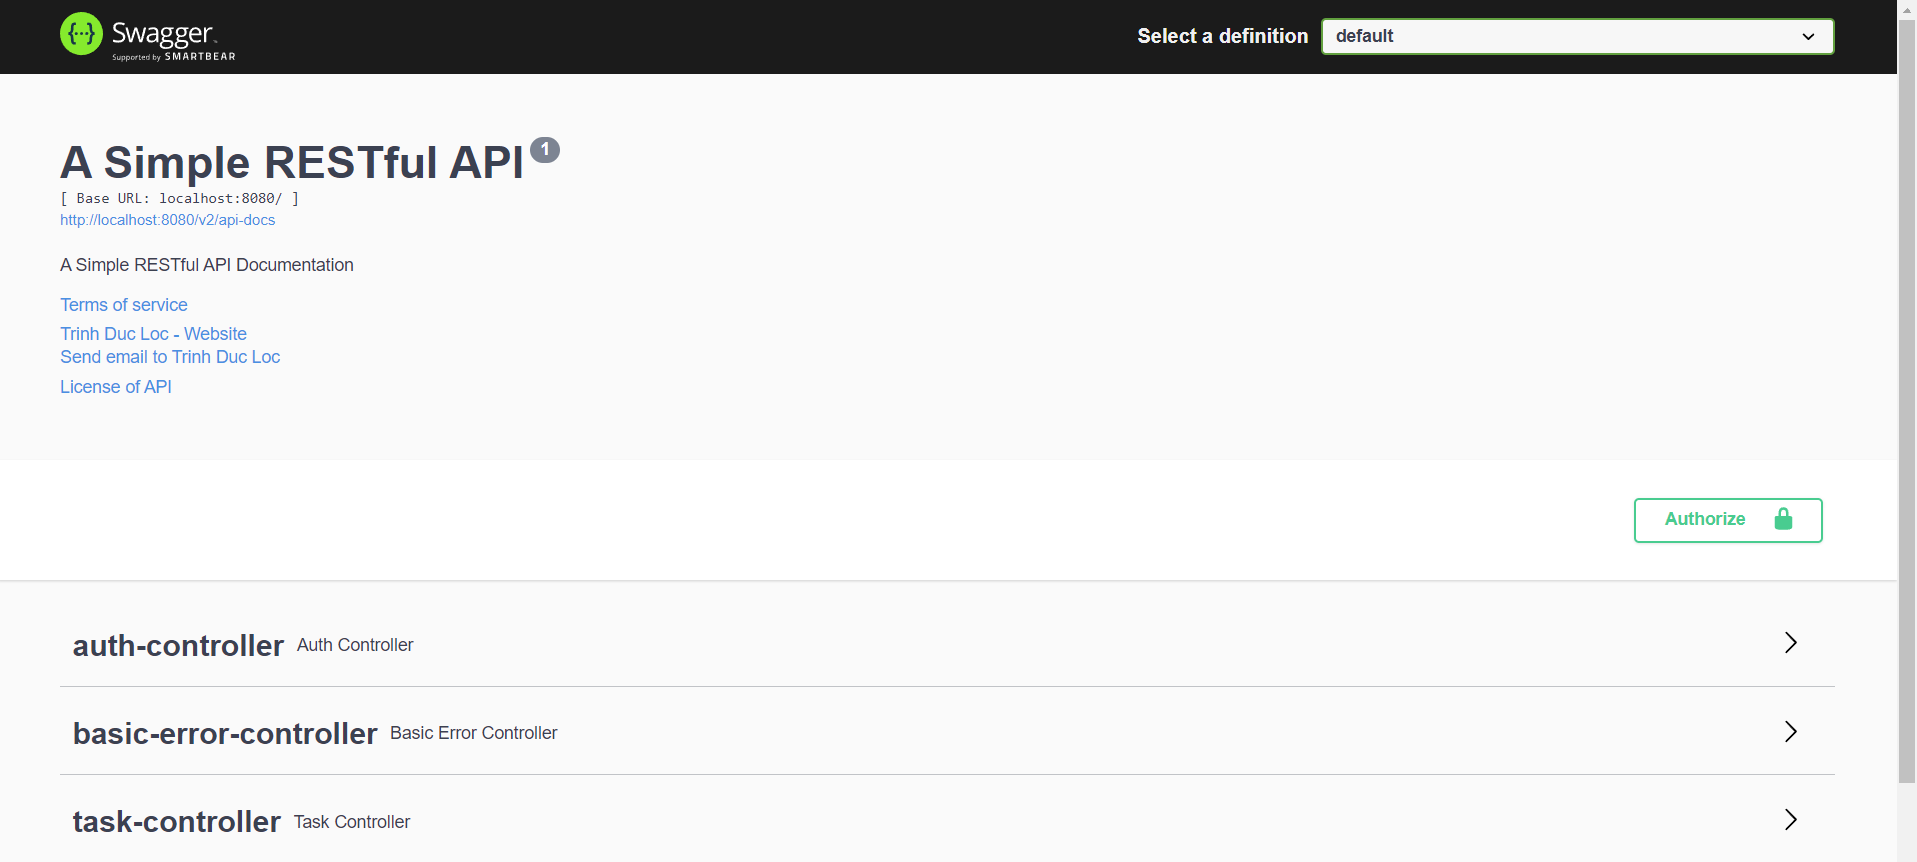 Swagger
Supported by SMARTBEAR
Select a definition
default
A Simple RESTful API 1
[ Base URL: localhost:8080/ ]
http://localhost:8080/v2/api-docs
A Simple RESTful API Documentation
Terms of service
Trinh Duc Loc - Website
Send email to Trinh Duc Loc
License of API
Authorize
auth-controller Auth Controller
basic-error-controller Basic Error Controller
task-controller Task Controller